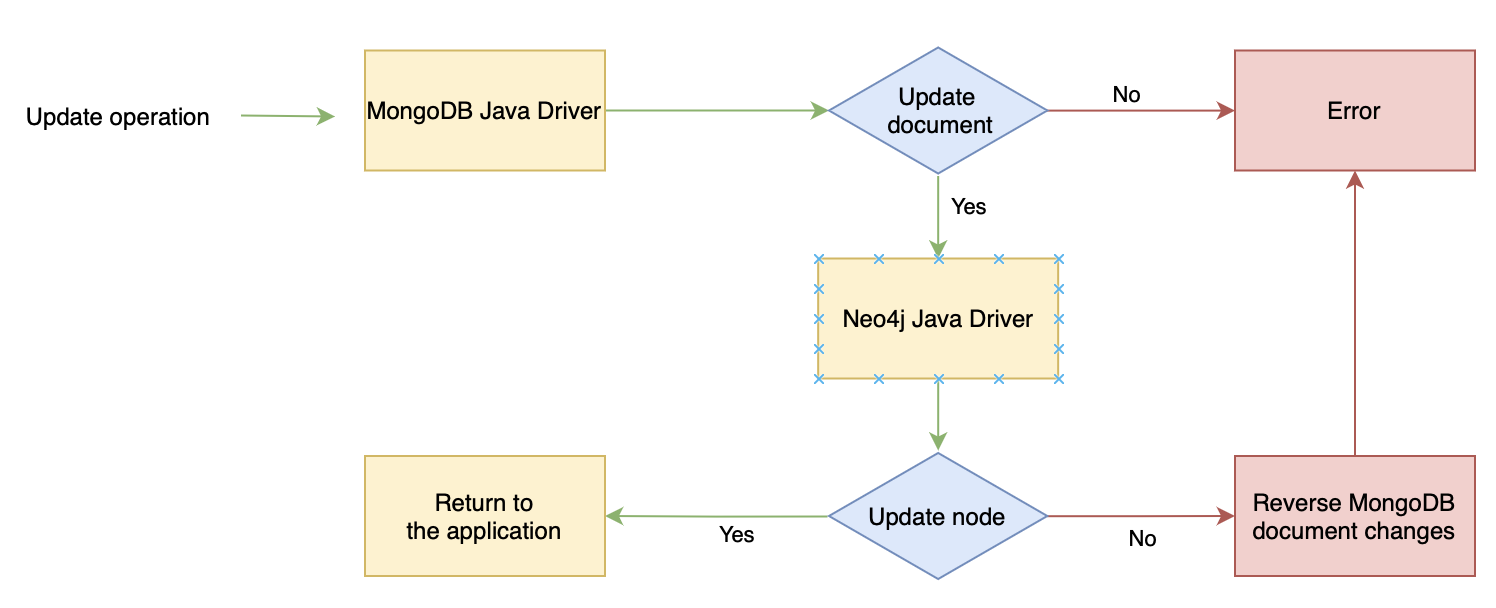 Update operation
MongoDB Java Driver
Update
document
No
Error
Yes
Neo4j Java Driver
Return to
the application
Yes
Update node
No
Reverse MongoDB
document changes